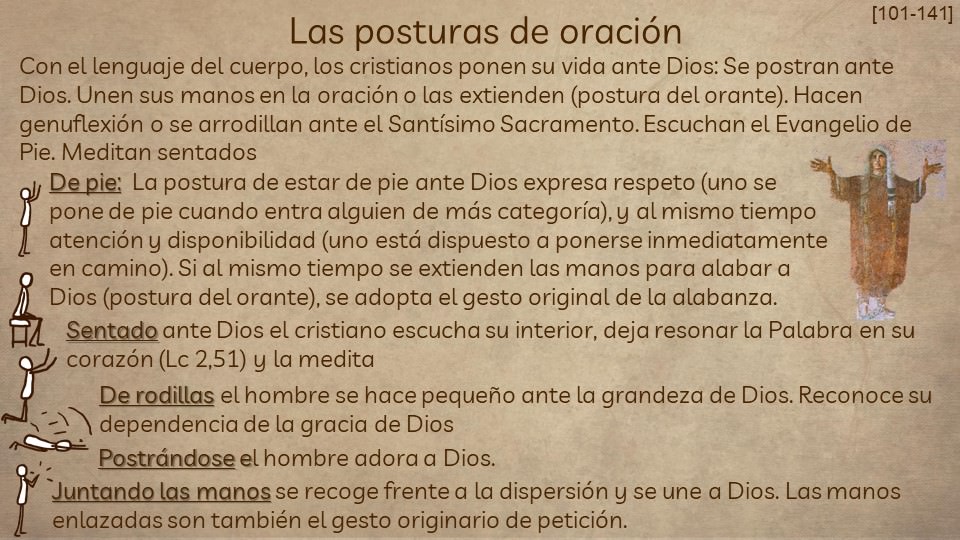 [101-141]
Las posturas de oración
Con el lenguaje del cuerpo, los cristianos ponen su vida ante Dios: Se postran ante
Dios. Unen sus manos en la oración o las extienden (postura del orante). Hacen
genuflexión o se arrodillan ante el Santísimo Sacramento. Escuchan el Evangelio de
Pie. Meditan sentados
De pie: La postura de estar de pie ante Dios expresa respeto (uno se
pone de pie cuando entra alguien de más categoría), y al mismo tiempo
atención y disponibilidad (uno está dispuesto a ponerse inmediatamente
en camino). Si al mismo tiempo se extienden las manos para alabar a
Dios (postura del orante), se adopta el gesto original de la alabanza.
Sentado ante Dios el cristiano escucha su interior, deja resonar la Palabra en su
corazón (Lc 2,51) y la medita
De rodillas el hombre se hace pequeño ante la grandeza de Dios. Reconoce su
dependencia de la gracia de Dios
Postrándose el hombre adora a Dios.
Juntando las manos se recoge frente a la dispersión y se une a Dios. Las manos
enlazadas son también el gesto originario de petición.